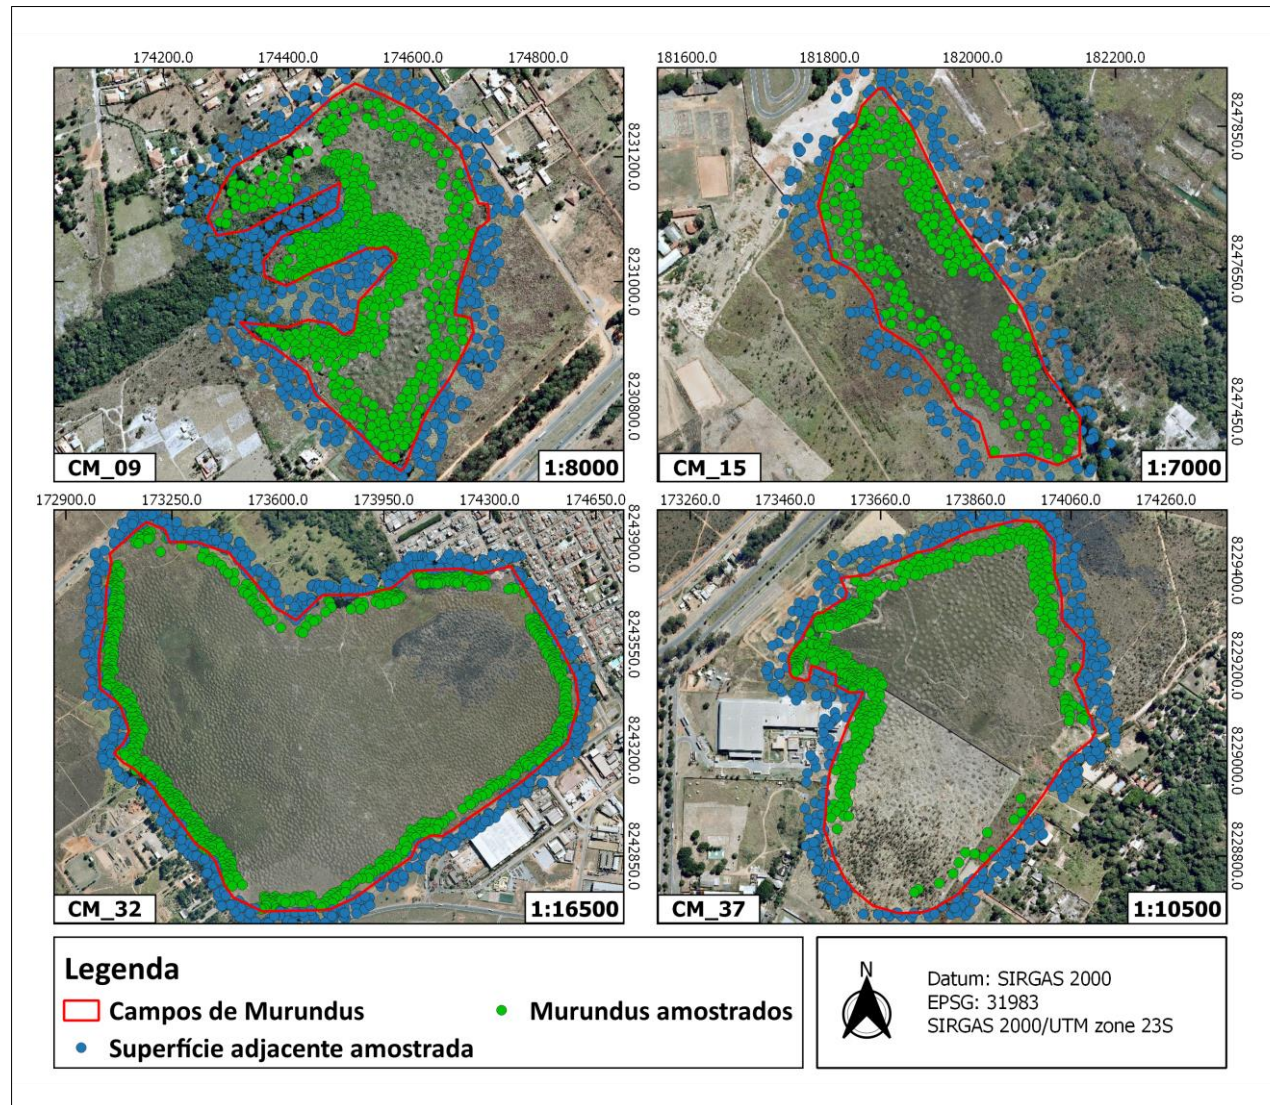 174200.0 174400.0 174600.0 174800.0
181600.0 181800.0 182000.0 182200.0
8231200.0
8231000.0
8230800.0
8247850.0
8247650.0
8247450.0
CM_09
1:8000
CM_15
1:7000
172900.0 173250.0 173600.0 173950.0 174300.0 174650.0
173260.0 173460.0 173660.0 173860.0 174060.0 174260.0
8243900.0
8243550.0
8243200.0
8242850.0
8229400.0
8229200.0
8229000.0
8228800.0
CM_32
1:16500
CM_37
1:10500
Legenda
Campos de Murundus
Murundus amostrados
Superfície adjacente amostrada
N
Datum: SIRGAS 2000
EPSG: 31983
SIRGAS 2000/UTM zone 23S